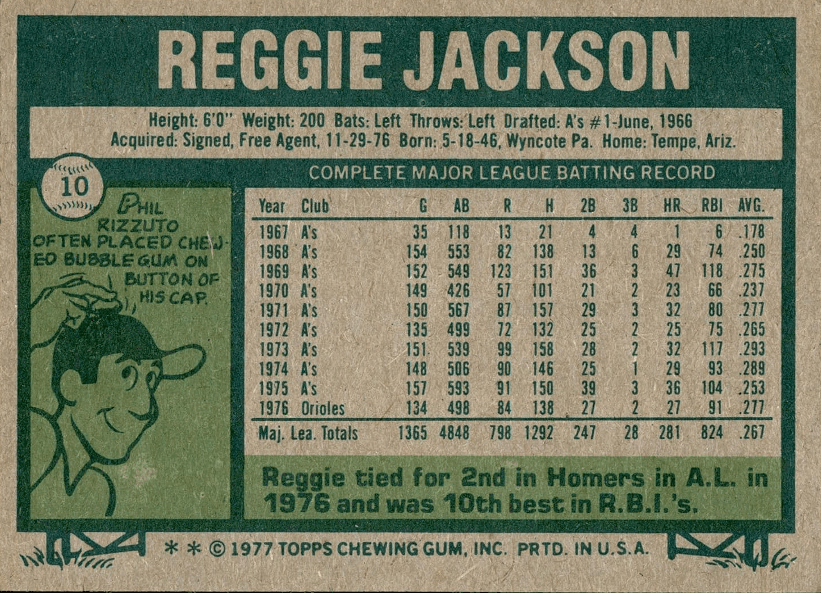 REGGIE JACKSON
Height: 6'0" Weight: 200 Bats: Left Throws: Left Drafted: A's #1-June, 1966
Acquired: Signed, Free Agent, 11-29-76 Born: 5-18-46, Wyncote Pa. Home: Tempe, Ariz.
10
PHIL
RIZZUTO
OFTEN PLACED CHEW-
ED BUBBLE GUM ON
BUTTON OF
HIS CAP.
COMPLETE MAJOR LEAGUE BATTING RECORD
Year Club G AB R H 2B 3B HR RBI AVG.
1967 A's 35 118 13 21 4 4 1 6 .178
1968 A's 154 553 82 138 13 6 29 74 .250
1969 A's 152 549 123 151 36 3 47 118 .275
1970 A's 149 426 57 101 21 2 23 66 .237
1971 A's 150 567 87 157 29 3 32 80 .277
1972 A's 135 499 72 132 25 2 25 75 .265
1973 A's 151 539 99 158 28 2 32 117 .293
1974 A's 148 506 90 146 25 1 29 93 .289
1975 A's 157 593 91 150 39 3 36 104 .253
1976 Orioles 134 498 84 138 27 2 27 91 .277
Maj. Lea. Totals 1365 4848 798 1292 247 28 281 824 .267
Reggie tied for 2nd in Homers in A.L. in
1976 and was 10th best in R.B.I.'s.
* * © 1977 TOPPS CHEWING GUM, INC. PRTD. IN U.S.A.